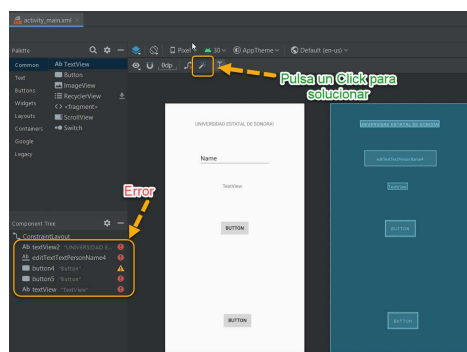 activity_main.xml
Palette
Pixel
30
AppTheme
Default (en-us)
Common
Text
Buttons
Widgets
Layouts
Containers
Google
Legacy
Ab TextView
Button
ImageView
RecyclerView
<> <fragment>
ScrollView
Switch
0dp
Pulsa un Click para
solucionar
UNIVERSIDAD ESTATAL DE SONORA
Name
TextView
BUTTON
BUTTON
UNIVERSIDAD ESTATAL DE SONORA
editTextTextPersonName4
TextView
BUTTON
BUTTON
Error
Component Tree
ConstraintLayout
Ab textView2 "UNIVERSIDAD E...
Ab editTextTextPersonName4
button4 "Button"
button5 "Button"
Ab textView "TextView"